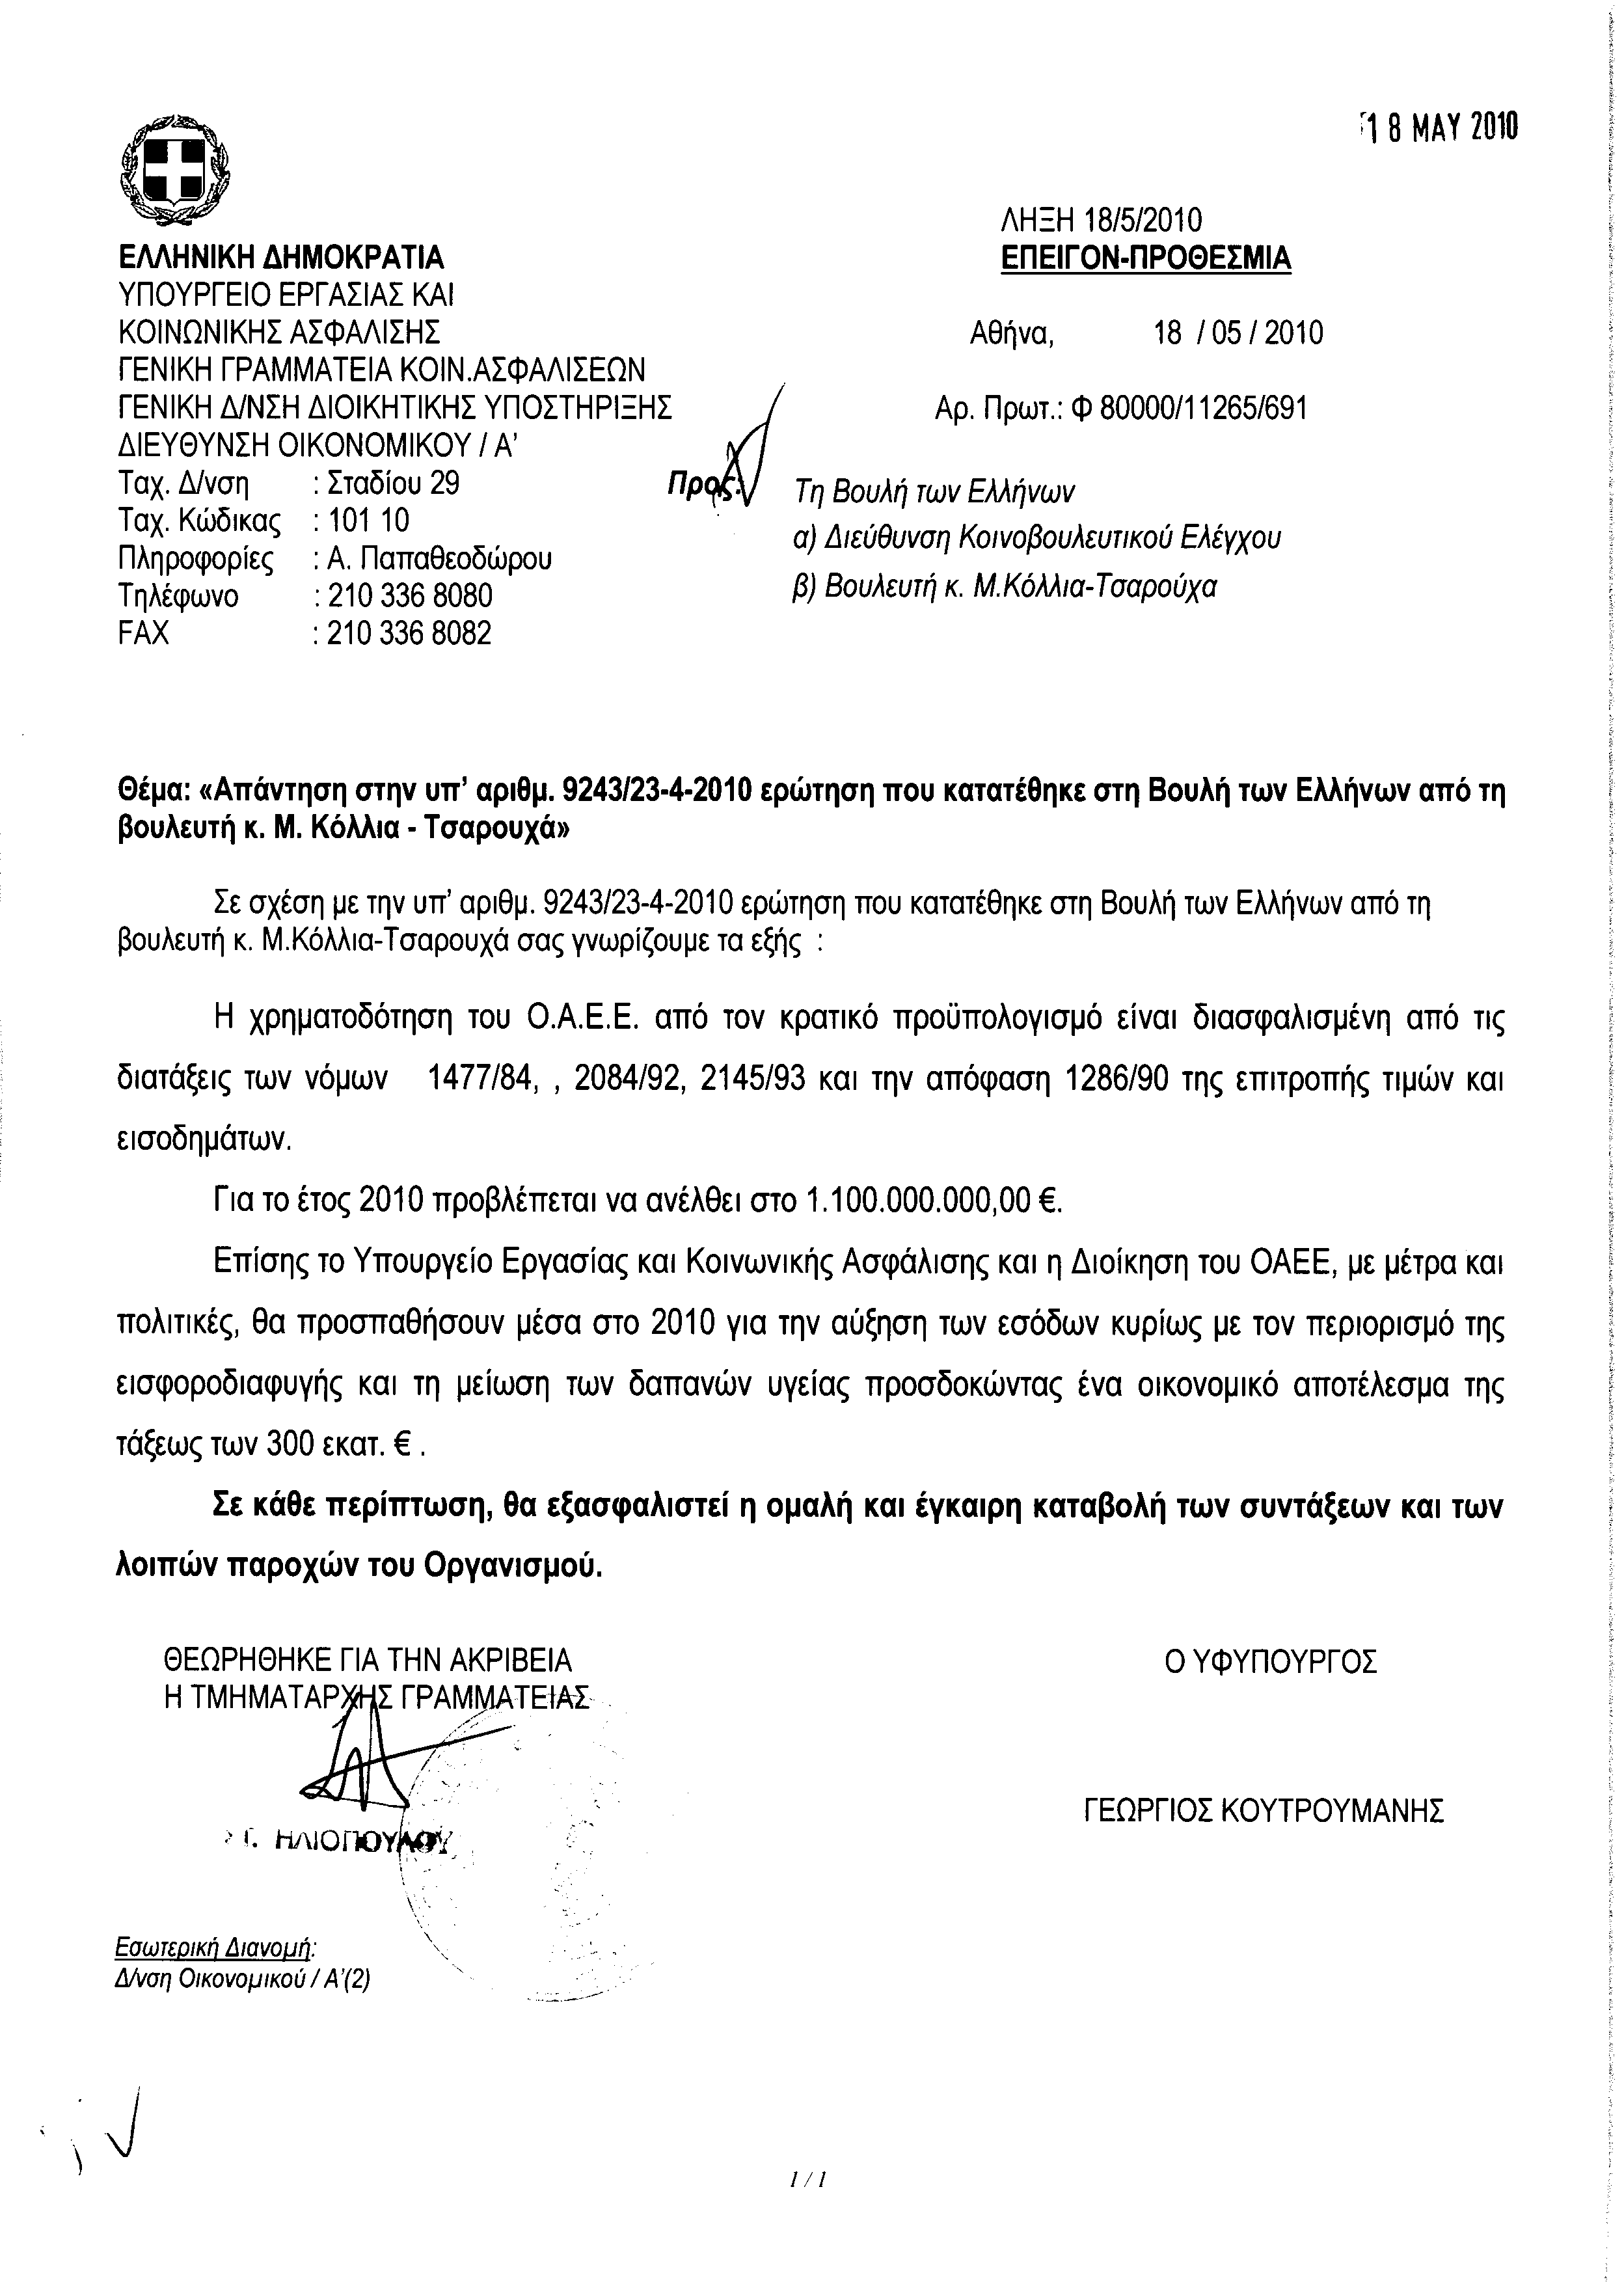 18 MAY 2010
ΛΗΞΗ 18/5/2010
ΕΠΕΙΓΟΝ-ΠΡΟΘΕΣΜΙΑ
ΕΛΛΗΝΙΚΗ ΔΗΜΟΚΡΑΤΙΑ
ΥΠΟΥΡΓΕΙΟ ΕΡΓΑΣΙΑΣ ΚΑΙ
ΚΟΙΝΩΝΙΚΗΣ ΑΣΦΑΛΙΣΗΣ
ΓΕΝΙΚΗ ΓΡΑΜΜΑΤΕΙΑ ΚΟΙΝ.ΑΣΦΑΛΙΣΕΩΝ
ΓΕΝΙΚΗ Δ/ΝΣΗ ΔΙΟΙΚΗΤΙΚΗΣ ΥΠΟΣΤΗΡΙΞΗΣ
ΔΙΕΥΘΥΝΣΗ ΟΙΚΟΝΟΜΙΚΟΥ / Α’
Ταχ. Δ/νση : Σταδίου 29
Ταχ. Κώδικας : 101 10
Πληροφορίες : Α. Παπαθεοδώρου
Τηλέφωνο : 210 336 8080
FAX : 210 336 8082
Αθήνα, 18 / 05 / 2010
Αρ. Πρωτ.: Φ 80000/11265/691
Προς: Τη Βουλή των Ελλήνων
α) Διεύθυνση Κοινοβουλευτικού Ελέγχου
β) Βουλευτή κ. Μ.Κόλλια-Τσαρούχα
Θέμα: «Απάντηση στην υπ’ αριθμ. 9243/23-4-2010 ερώτηση που κατατέθηκε στη Βουλή των Ελλήνων από τη
βουλευτή κ. Μ. Κόλλια - Τσαρουχά»
Σε σχέση με την υπ’ αριθμ. 9243/23-4-2010 ερώτηση που κατατέθηκε στη Βουλή των Ελλήνων από τη
βουλευτή κ. Μ.Κόλλια-Τσαρουχά σας γνωρίζουμε τα εξής :
Η χρηματοδότηση του Ο.Α.Ε.Ε. από τον κρατικό προϋπολογισμό είναι διασφαλισμένη από τις
διατάξεις των νόμων 1477/84, , 2084/92, 2145/93 και την απόφαση 1286/90 της επιτροπής τιμών και
εισοδημάτων.
Για το έτος 2010 προβλέπεται να ανέλθει στο 1.100.000.000,00 €.
Επίσης το Υπουργείο Εργασίας και Κοινωνικής Ασφάλισης και η Διοίκηση του ΟΑΕΕ, με μέτρα και
πολιτικές, θα προσπαθήσουν μέσα στο 2010 για την αύξηση των εσόδων κυρίως με τον περιορισμό της
εισφοροδιαφυγής και τη μείωση των δαπανών υγείας προσδοκώντας ένα οικονομικό αποτέλεσμα της
τάξεως των 300 εκατ. € .
Σε κάθε περίπτωση, θα εξασφαλιστεί η ομαλή και έγκαιρη καταβολή των συντάξεων και των
λοιπών παροχών του Οργανισμού.
ΘΕΩΡΗΘΗΚΕ ΓΙΑ ΤΗΝ ΑΚΡΙΒΕΙΑ
Η ΤΜΗΜΑΤΑΡΧΗΣ ΓΡΑΜΜΑΤΕΙΑΣ
ΗΛΙΟΠΟΥΛΟΥ
Ο ΥΦΥΠΟΥΡΓΟΣ
ΓΕΩΡΓΙΟΣ ΚΟΥΤΡΟΥΜΑΝΗΣ
Εσωτερική Διανομή:
Δ/νση Οικονομικού / Α’(2)
1 / 1